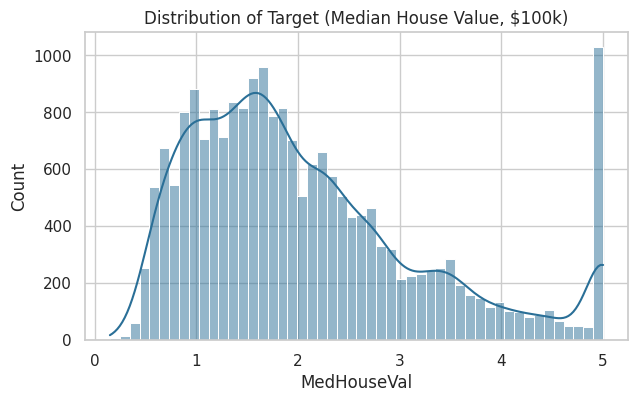 Distribution of Target (Median House Value, $100k)
1000
800
600
400
200
0
Count
0 1 2 3 4 5
MedHouseVal